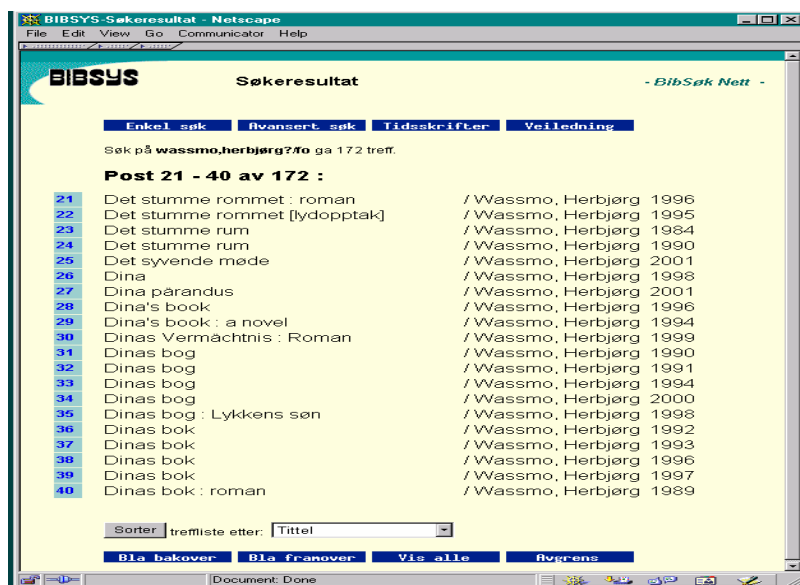 BIBSYS-Søkeresultat - Netscape
File Edit View Go Communicator Help
BIBSYS Søkeresultat - BibSøk Nett -
Enkel søk Avansert søk Tidsskrifter Veiledning
Søk på wassmo,herbjørg?/fo ga 172 treff.
Post 21 - 40 av 172 :
21 Det stumme rommet : roman / Wassmo, Herbjørg 1996
22 Det stumme rommet [lydopptak] / Wassmo, Herbjørg 1995
23 Det stumme rum / Wassmo, Herbjørg 1984
24 Det stumme rum / Wassmo, Herbjørg 1990
25 Det syvende møde / Wassmo, Herbjørg 2001
26 Dina / Wassmo, Herbjørg 1998
27 Dina pärandus / Wassmo, Herbjørg 2001
28 Dina's book / Wassmo, Herbjørg 1996
29 Dina's book : a novel / Wassmo, Herbjørg 1994
30 Dinas Vermächtnis : Roman / Wassmo, Herbjørg 1999
31 Dinas bog / Wassmo, Herbjørg 1990
32 Dinas bog / Wassmo, Herbjørg 1991
33 Dinas bog / Wassmo, Herbjørg 1994
34 Dinas bog / Wassmo, Herbjørg 2000
35 Dinas bog : Lykkens søn / Wassmo, Herbjørg 1998
36 Dinas bok / Wassmo, Herbjørg 1992
37 Dinas bok / Wassmo, Herbjørg 1993
38 Dinas bok / Wassmo, Herbjørg 1996
39 Dinas bok / Wassmo, Herbjørg 1997
40 Dinas bok : roman / Wassmo, Herbjørg 1989
Sorter treffliste etter: Tittel
Bla bakover Bla framover Vis alle Avgrens
Document: Done